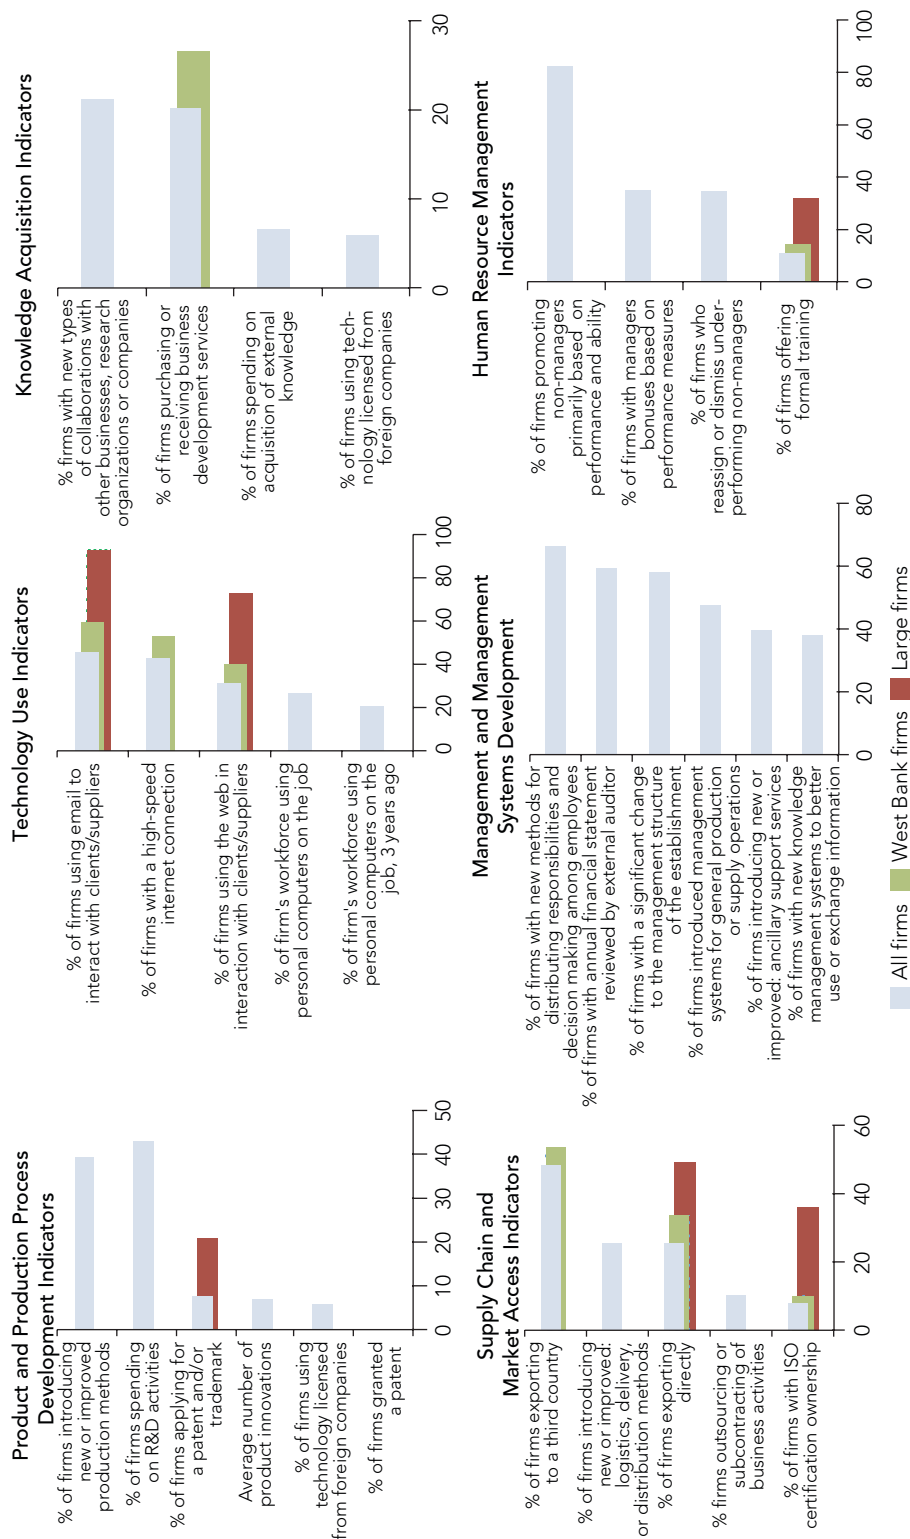 Product and Production Process
Development Indicators
% of firms introducing
new or improved
production methods
% of firms spending
on R&D activities
% of firms applying for
a patent and/or a
trademark
Average number of
product innovations
% of firms using
technology licensed
from foreign companies
% of firms granted
a patent
0
10
20
30
40
50
Technology Use Indicators
% of firms using email to
interact with clients/suppliers
% of firms with a high-speed
internet connection
% of firms using the web in
interaction with clients/suppliers
% of firm's workforce using
personal computers on the job
% of firm's workforce using
personal computers on the
job, 3 years ago
0
20
40
60
80
100
Knowledge Acquisition Indicators
% firms with new types
of collaborations with
other businesses, research
organizations or companies
% of firms purchasing or
receiving business
development services
% of firms spending on
acquisition of external
knowledge
% of firms using tech-
nology licensed from
foreign companies
0
10
20
30
Supply Chain and
Market Access Indicators
% of firms exporting
to a third country
% of firms introducing
new or improved:
logistics, delivery,
or distribution methods
% of firms exporting
directly
% firms outsourcing or
subcontracting of
business activities
% of firms with ISO
certification ownership
0
20
40
60
Management and Management
Systems Development
% of firms with new methods for
distributing responsibilities and
decision making among employees
% of firms with annual financial statement
reviewed by external auditor
% of firms with a significant change
to the management structure
of the establishment
% of firms introduced management
systems for general production
or supply operations
% of firms introducing new or
improved: ancillary support services
% of firms with new knowledge
management systems to better
use or exchange information
0
20
40
60
80
Human Resource Management
Indicators
% of firms promoting
non-managers
primarily based on
performance and ability
% of firms with managers
bonuses based on
performance measures
% of firms who
reassign or dismiss under-
performing non-managers
% of firms offering
formal training
0
20
40
60
80
100
All firms
West Bank firms
Large firms